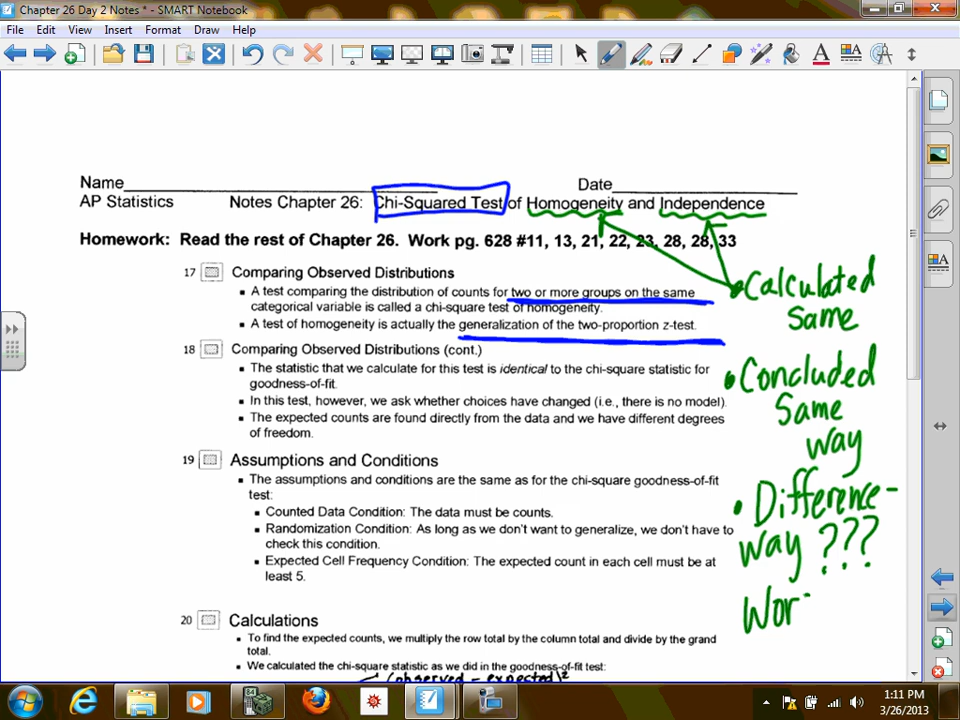 Chapter 26 Day 2 Notes * - SMART Notebook
File Edit View Insert Format Draw Help
Name Date
AP Statistics Notes Chapter 26: Chi-Squared Test of Homogeneity and Independence
Homework: Read the rest of Chapter 26. Work pg. 628 #11, 13, 21, 22, 23, 28, 28, 33
17 Comparing Observed Distributions
▪ A test comparing the distribution of counts for two or more groups on the same
categorical variable is called a chi-square test of homogeneity.
▪ A test of homogeneity is actually the generalization of the two-proportion z-test.
18 Comparing Observed Distributions (cont.)
▪ The statistic that we calculate for this test is identical to the chi-square statistic for
goodness-of-fit.
▪ In this test, however, we ask whether choices have changed (i.e., there is no model).
▪ The expected counts are found directly from the data and we have different degrees
of freedom.
19 Assumptions and Conditions
▪ The assumptions and conditions are the same as for the chi-square goodness-of-fit
test:
▪ Counted Data Condition: The data must be counts.
▪ Randomization Condition: As long as we don't want to generalize, we don't have to
check this condition.
▪ Expected Cell Frequency Condition: The expected count in each cell must be at
least 5.
20 Calculations
▪ To find the expected counts, we multiply the row total by the column total and divide by the grand
total.
▪ We calculated the chi-square statistic as we did in the goodness-of-fit test:
(observed - expected)2
• Calculated
Same
• Concluded
Same
way
• Difference -
way ???
Wor
1:11 PM
3/26/2013